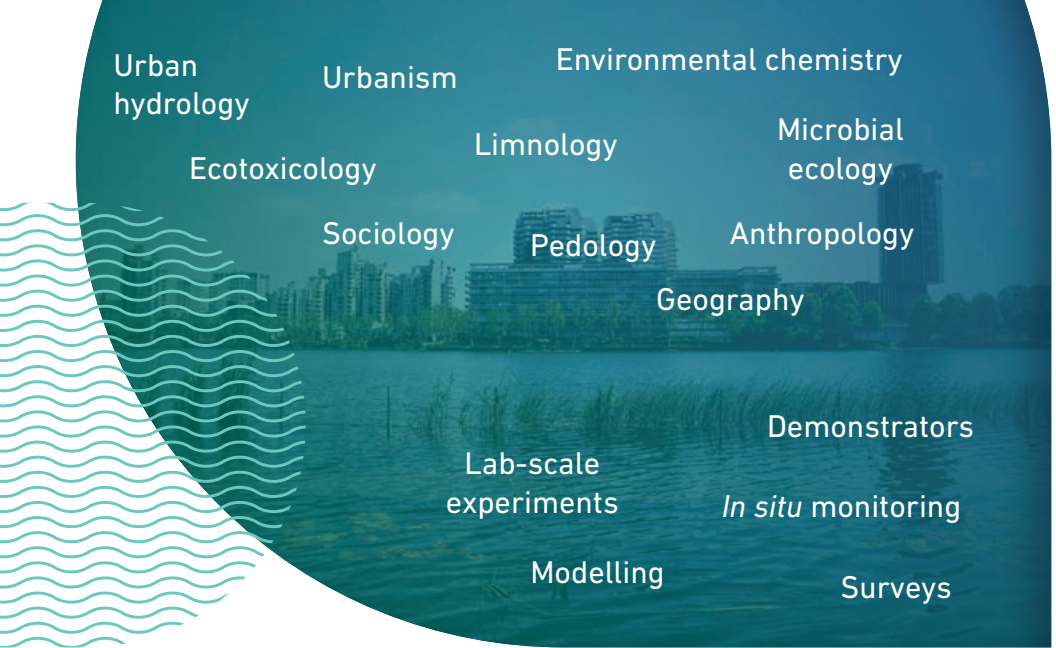 Urban
hydrology
Urbanism
Environmental chemistry
Ecotoxicology
Limnology
Microbial
ecology
Sociology
Pedology
Anthropology
Geography
Demonstrators
Lab-scale
experiments
In situ monitoring
Modelling
Surveys